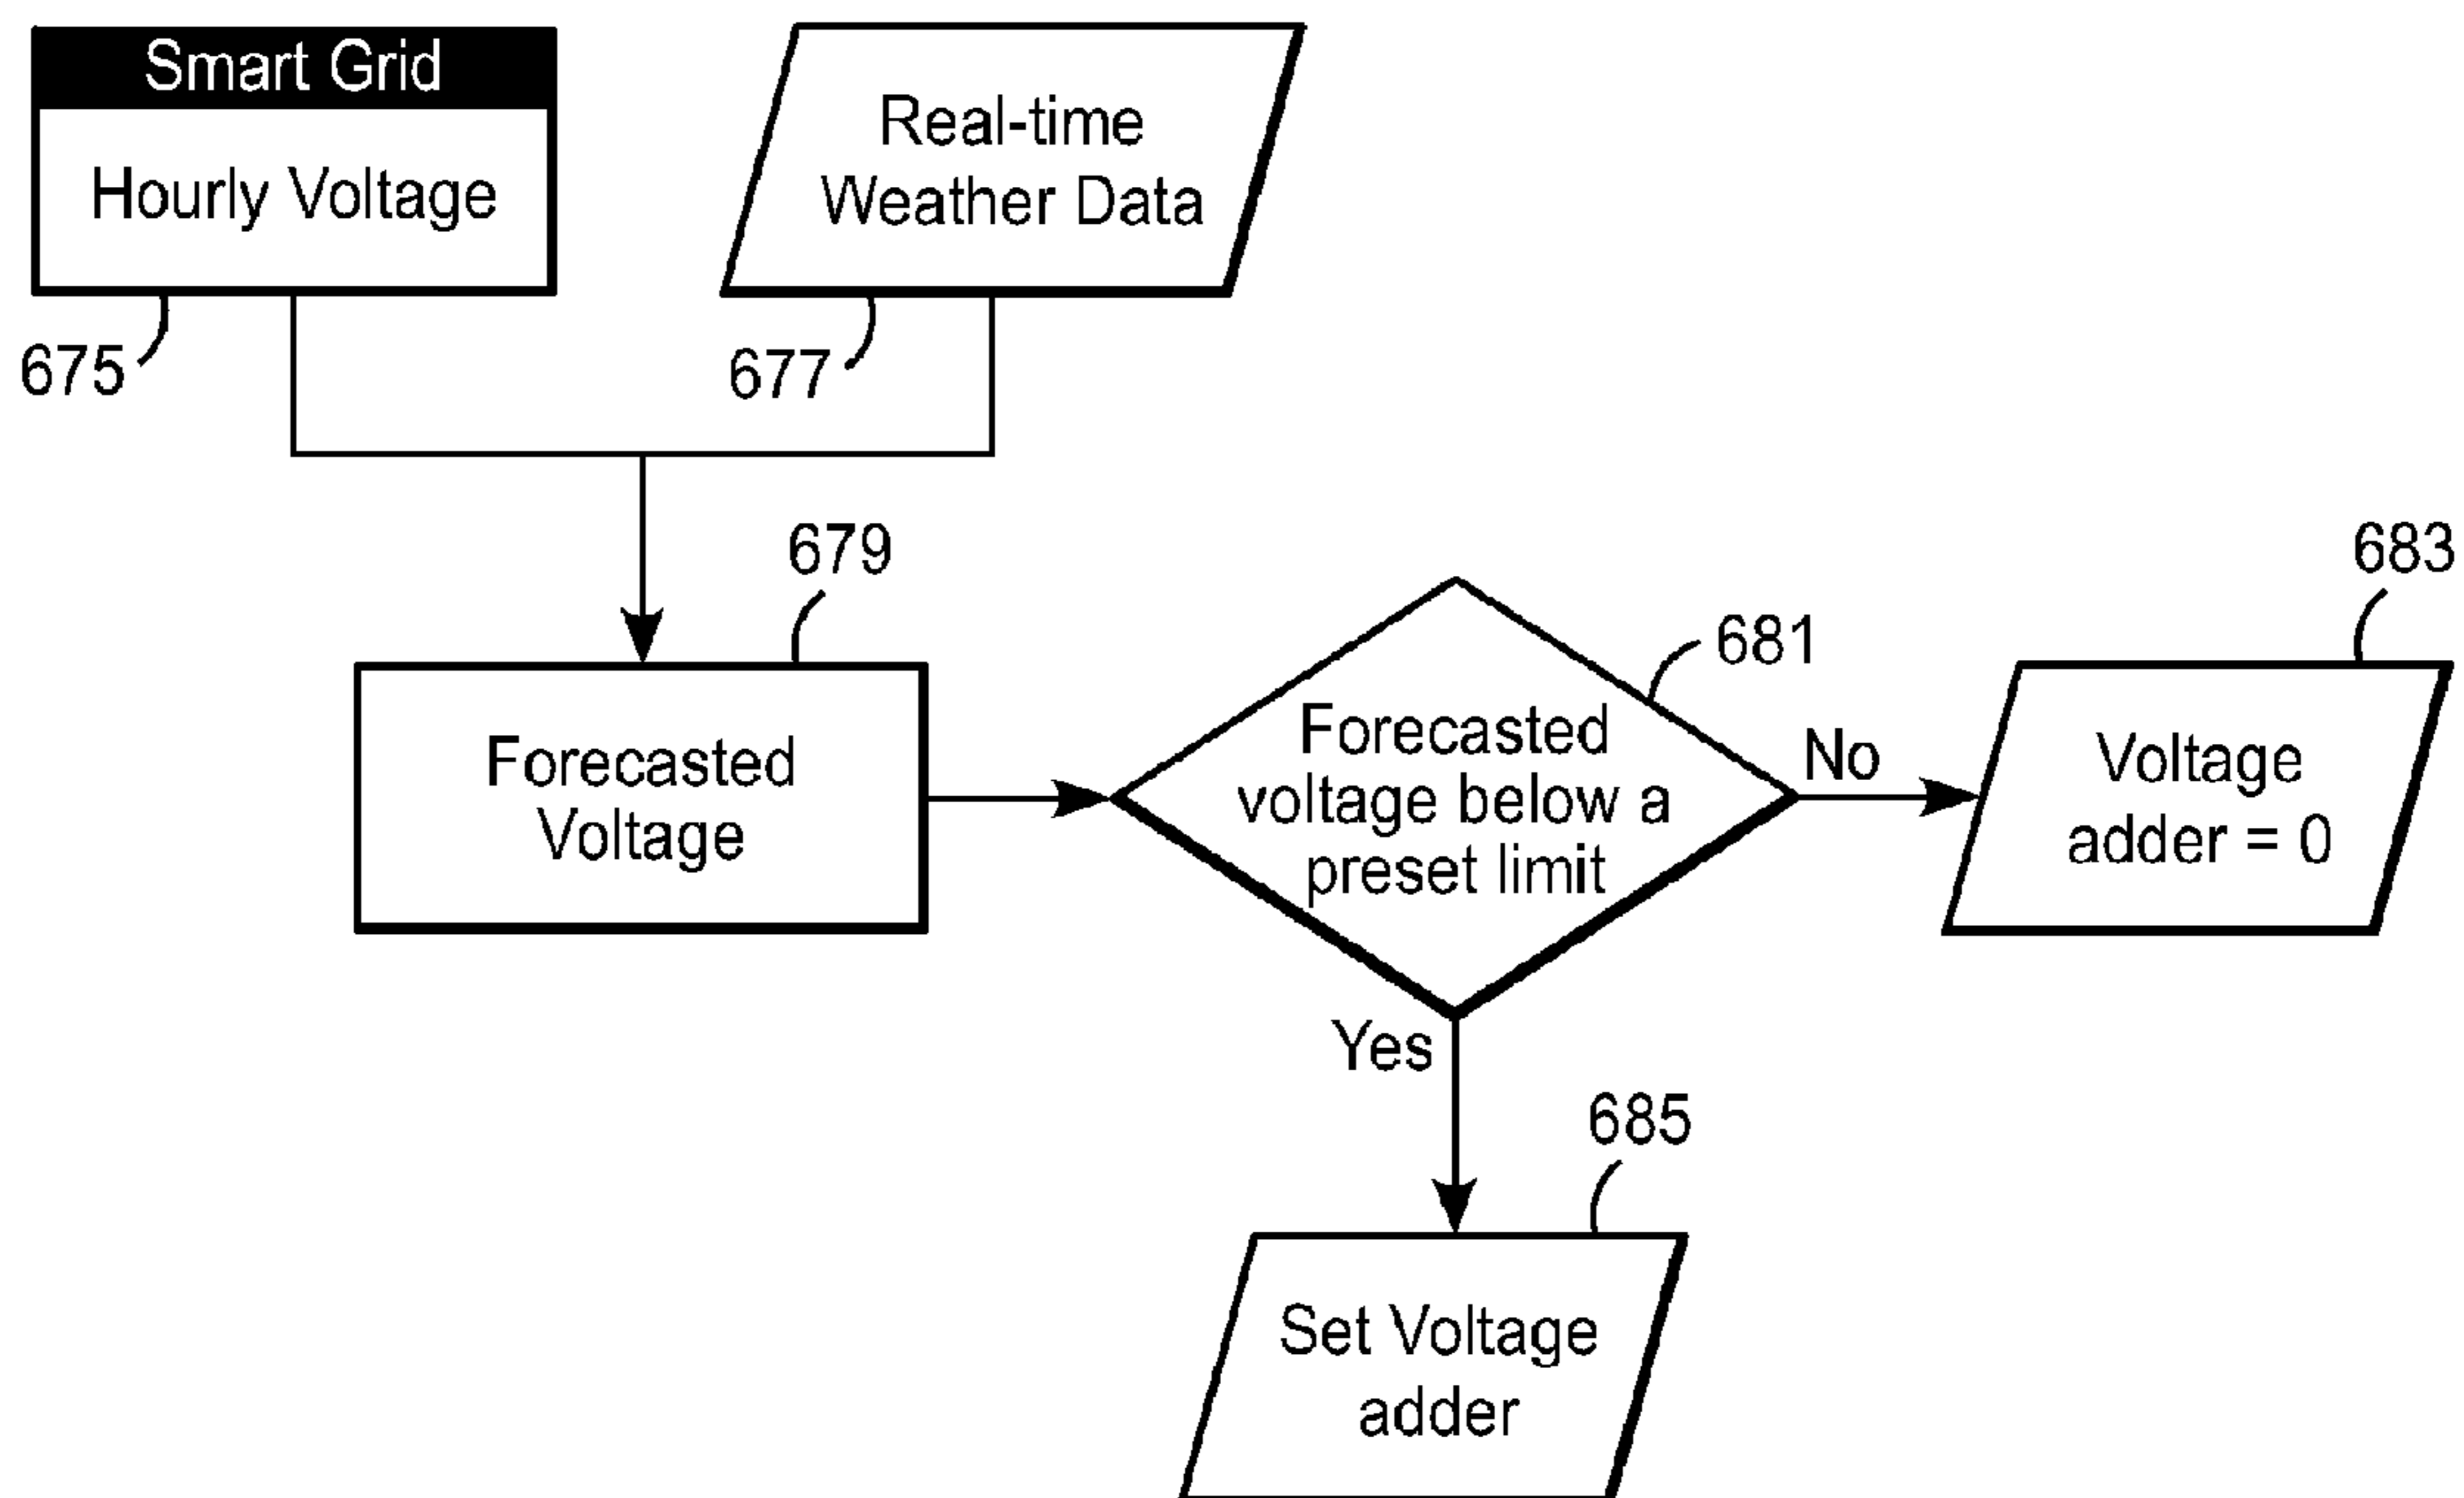 Smart Grid
Hourly Voltage
Real-time
Weather Data
675
677
679
683
681
Forecasted
Voltage
Forecasted
voltage below a
preset limit
No
Voltage
adder = 0
Yes
685
Set Voltage
adder